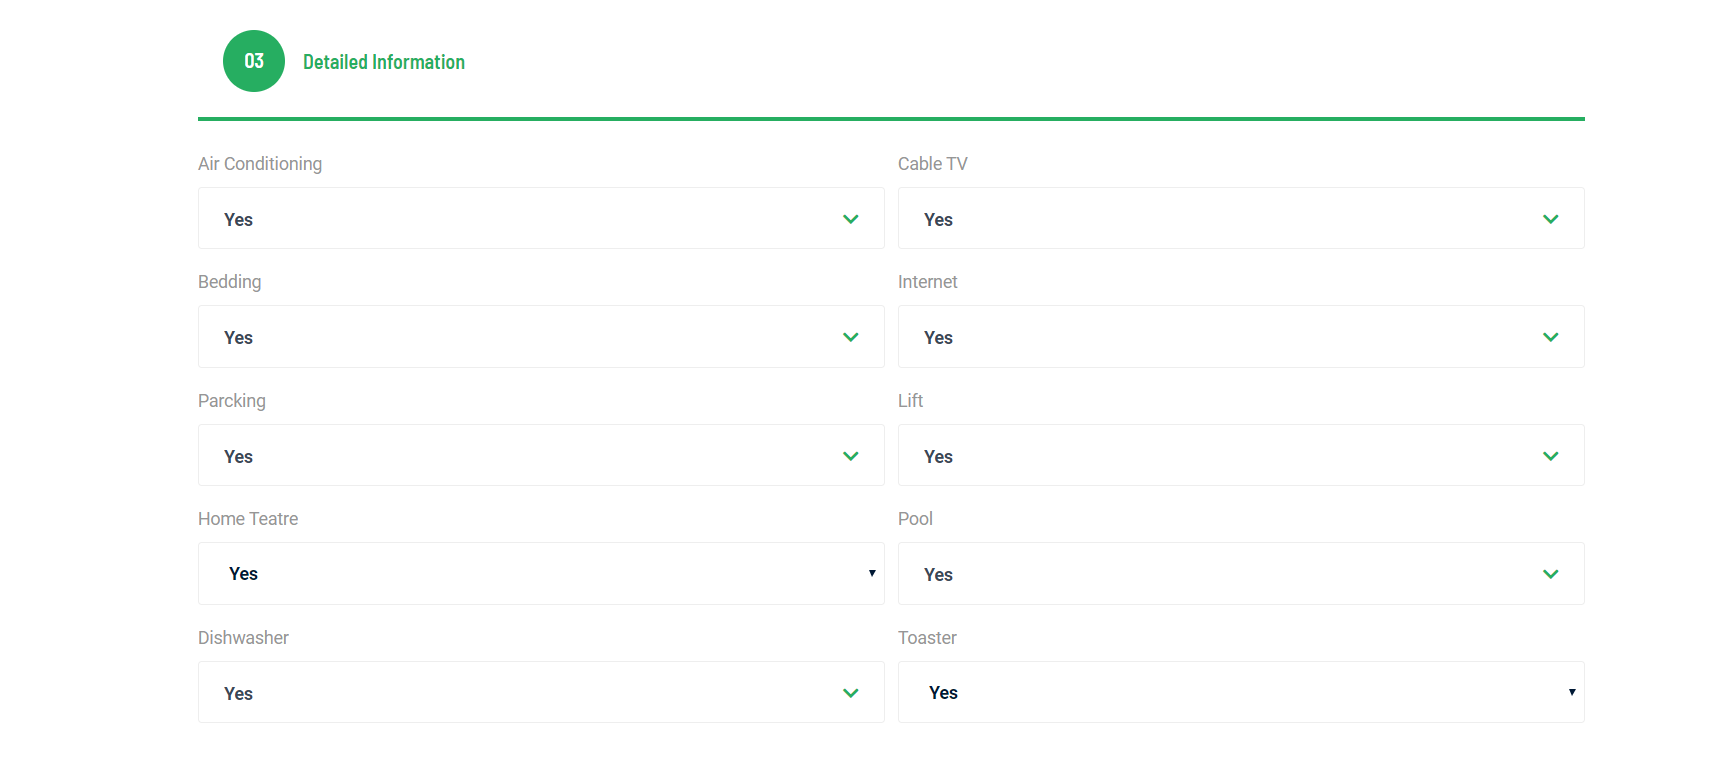 03 Detailed Information
Air Conditioning
Cable TV
Yes
Yes
Bedding
Internet
Yes
Yes
Parcking
Lift
Yes
Yes
Home Teatre
Pool
Yes
Yes
Dishwasher
Toaster
Yes
Yes